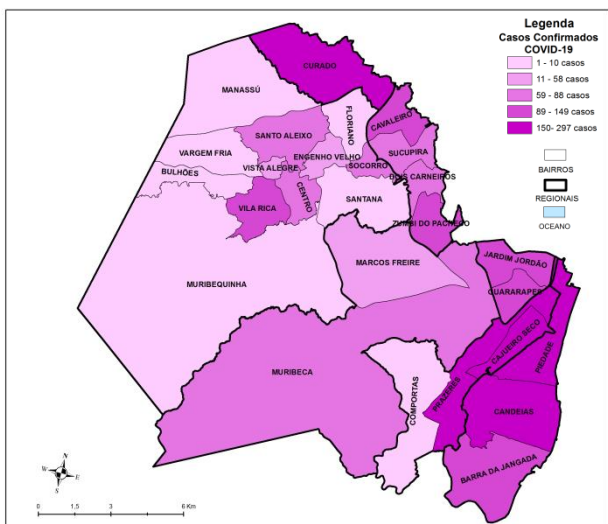 Legenda
Casos Confirmados
COVID-19
1 - 10 casos
11 - 58 casos
59 - 88 casos
89 - 149 casos
150- 297 casos
BAIRROS
REGIONAIS
OCEANO
CURADO
MANASSÚ
FLORIANO
CAVALEIRO
SANTO ALEIXO
SUCUPIRA
VARGEM FRIA
ENGENHO VELHO
SOCORRO
DOIS CARNEIROS
VISTA ALEGRE
BULHÕES
CENTRO
SANTANA
VILA RICA
ZUMBI DO PACHECO
MARCOS FREIRE
JARDIM JORDÃO
GUARARAPES
MURIBEQUINHA
CAJUEIRO SECO
PIEDADE
MURIBECA
COMPORTAS
PRAZERES
CANDEIAS
BARRA DA JANGADA
N
W
E
S
0 1,5 3 6 Km